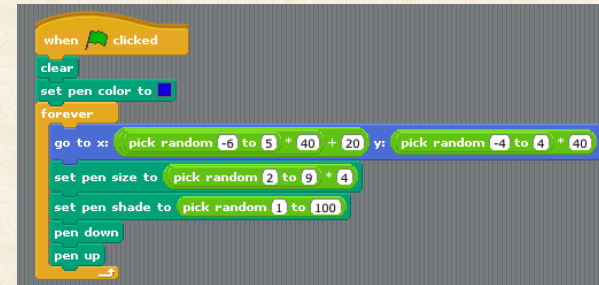 when clicked
clear
set pen color to
forever
go to x: pick random -6 to 5 * 40 + 20 y: pick random -4 to 4 * 40
set pen size to pick random 2 to 9 * 4
set pen shade to pick random 1 to 100
pen down
pen up